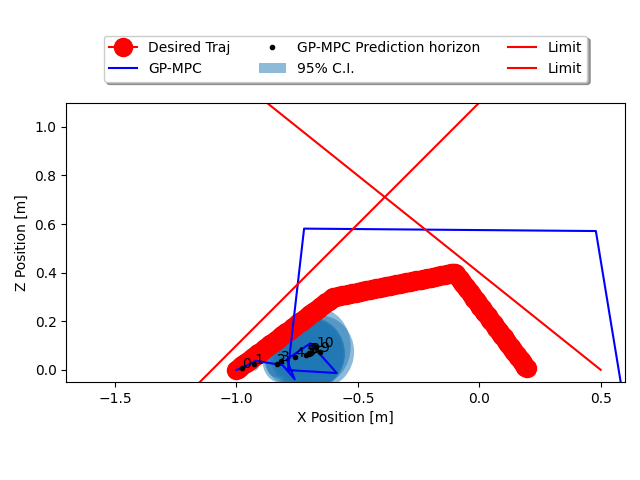 Desired Traj
GP-MPC
GP-MPC Prediction horizon
95% C.I.
Limit
Limit
1.0
0.8
0.6
0.4
0.2
0.0
Z Position [m]
0
1
3
10
9
−1.5
−1.0
−0.5
0.0
0.5
X Position [m]